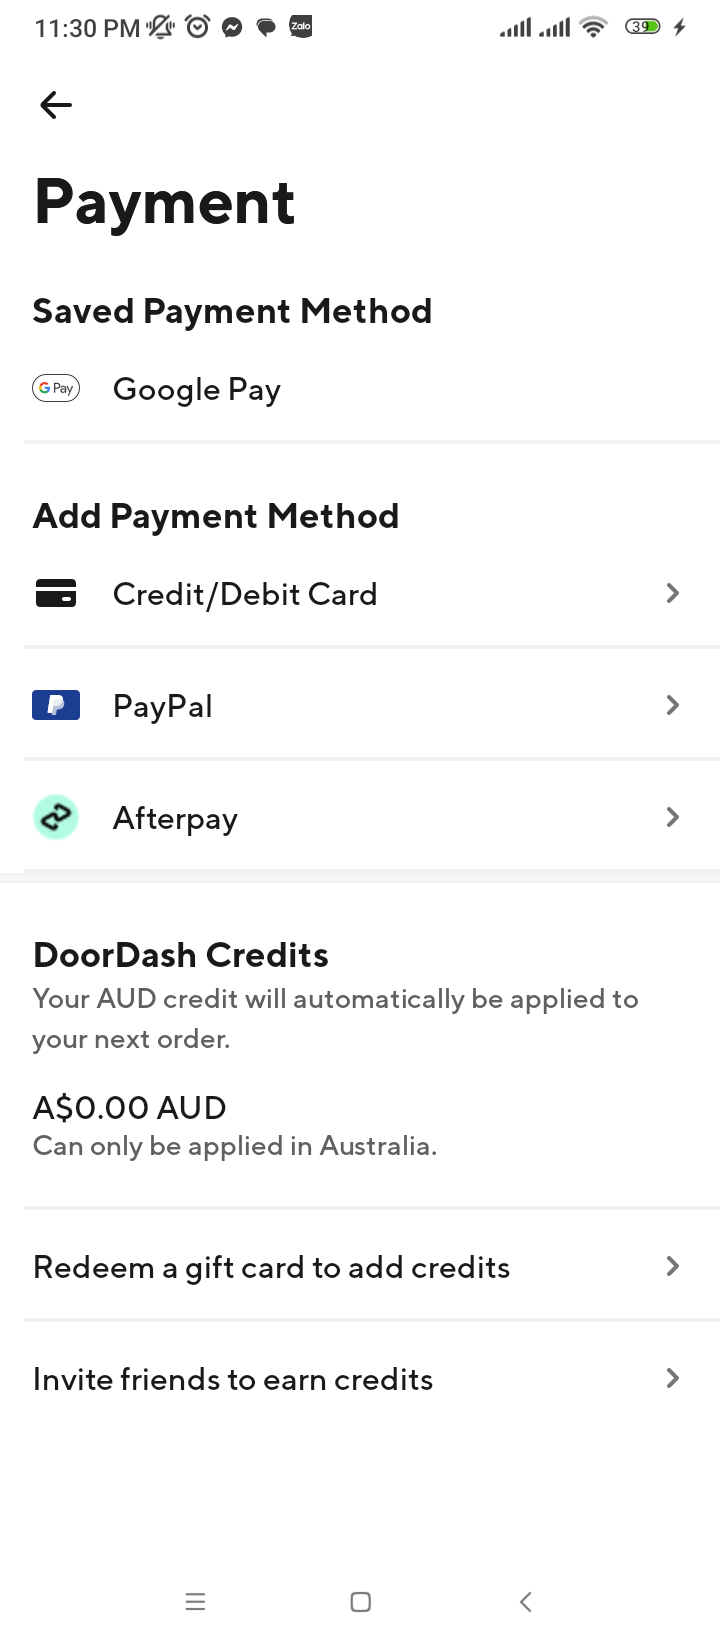 11:30 PM Zalo 39
Payment
Saved Payment Method
G Pay Google Pay
Add Payment Method
Credit/Debit Card
PayPal
Afterpay
DoorDash Credits
Your AUD credit will automatically be applied to
your next order.
A$0.00 AUD
Can only be applied in Australia.
Redeem a gift card to add credits
Invite friends to earn credits